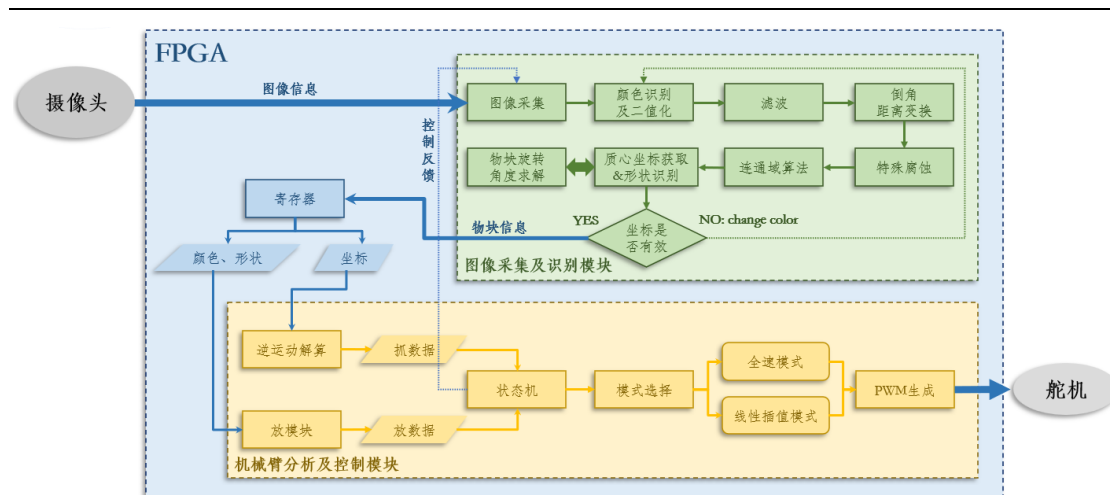 FPGA
摄像头
图像信息
图像采集
颜色识别
及二值化
滤波
倒角
距离变换
控制反馈
物块旋转
角度求解
质心坐标获取
&形状识别
连通域算法
特殊腐蚀
寄存器
物块信息
YES
NO: change color
坐标是
否有效
颜色、形状
坐标
图像采集及识别模块
逆运动解算
抓数据
状态机
模式选择
全速模式
线性插值模式
PWM生成
舵机
放模块
放数据
机械臂分析及控制模块